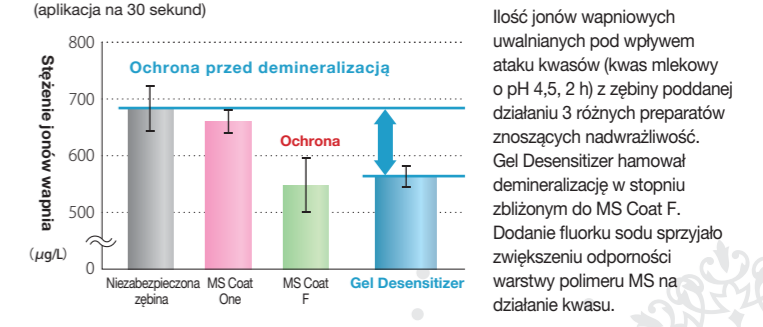 (aplikacja na 30 sekund)
800
Ochrona przed demineralizacją
700
Ochrona
600
500
0
Stężenie jonów wapnia
(μg/L)
Niezabezpieczona
zębina
MS Coat
One
MS Coat
F
Gel Desensitizer
Ilość jonów wapniowych
uwalnianych pod wpływem
ataku kwasów (kwas mlekowy
o pH 4,5, 2 h) z zębiny poddanej
działaniu 3 różnych preparatów
znoszących nadwrażliwość.
Gel Desensitizer hamował
demineralizację w stopniu
zbliżonym do MS Coat F.
Dodanie fluorku sodu sprzyjało
zwiększeniu odporności
warstwy polimeru MS na
działanie kwasu.